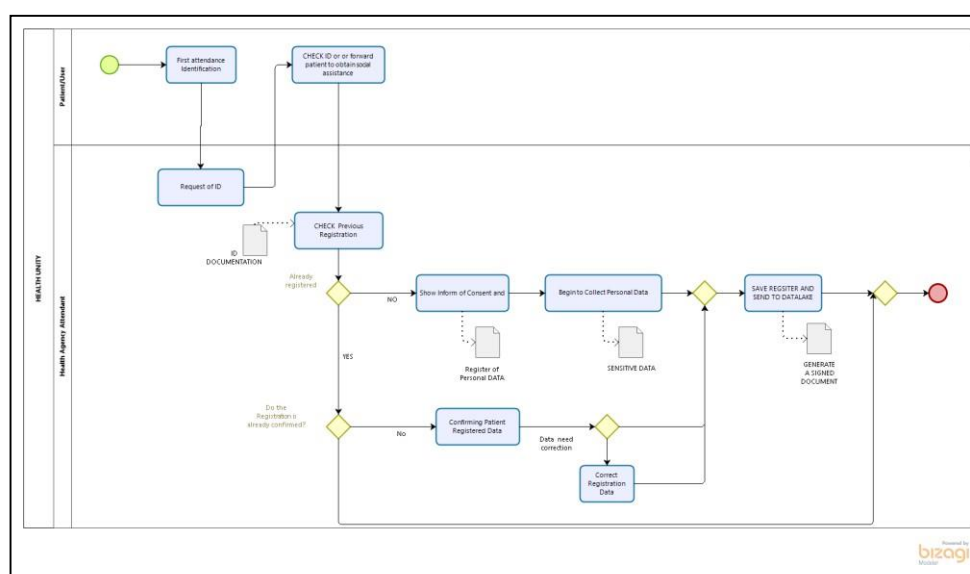 HEALTH UNITY
Patient/User
First attendance
Identification
CHECK ID or or forward
patient to obtain social
assistance
Health Agency Attendant
Request of ID
CHECK Previous
Registration
ID
DOCUMENTATION
Already
registered
NO
Show Inform of Consent and
Register of
Personal DATA
Begin to Collect Personal Data
SENSITIVE DATA
SAVE REGSITER AND
SEND TO DATALAKE
GENERATE
A SIGNED
DOCUMENT
YES
Do the
Registration is
already confirmed?
No
Confirming Patient
Registered Data
Data need
correction
Correct
Registration
Data
Powered by
bizagi
Modeler